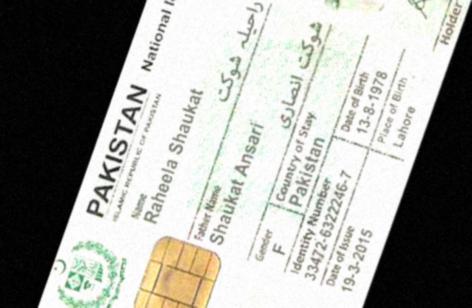 PAKISTAN National
ISLAMIC REPUBLIC OF PAKISTAN
Name
Raheela Shaukat
راحیلہ شوکت
Father Name
Shaukat Ansari
شوکت انصاری
Gender
F
Country of Stay
Pakistan
Identity Number
33472-6322246-7
Date of Birth
13-8-1978
Date of Issue
19-3-2015
Place of Birth
Lahore
Holder